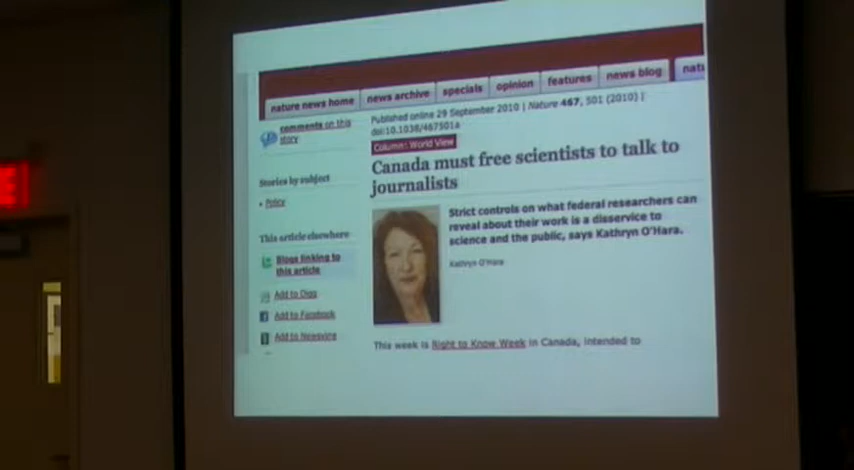 nature news home
news archive
specials
opinion
features
news blog
natu
comments on this
story
Stories by subject
Policy
This article elsewhere
Blogs linking to
this article
Add to Digg
Add to Facebook
Add to Newsvine
Published online 29 September 2010 | Nature 467, 501 (2010) |
doi:10.1038/467501a
Column: World View
Canada must free scientists to talk to
journalists
Strict controls on what federal researchers can
reveal about their work is a disservice to
science and the public, says Kathryn O'Hara.
Kathryn O'Hara
This week is Right to Know Week in Canada, intended to